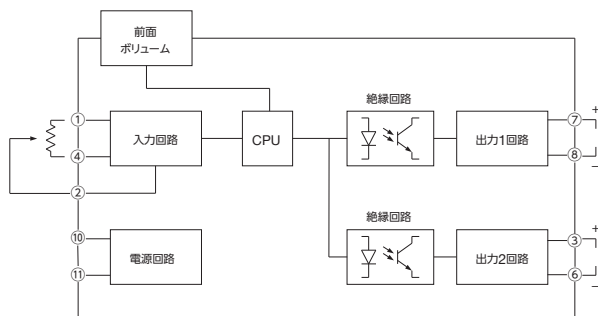 前面
ボリューム
絶縁回路
① 入力回路 CPU 出力1回路 ⑦ +
④ ⑧ −
②
絶縁回路
⑩ 電源回路 出力2回路 ③ +
⑪ ⑥ −